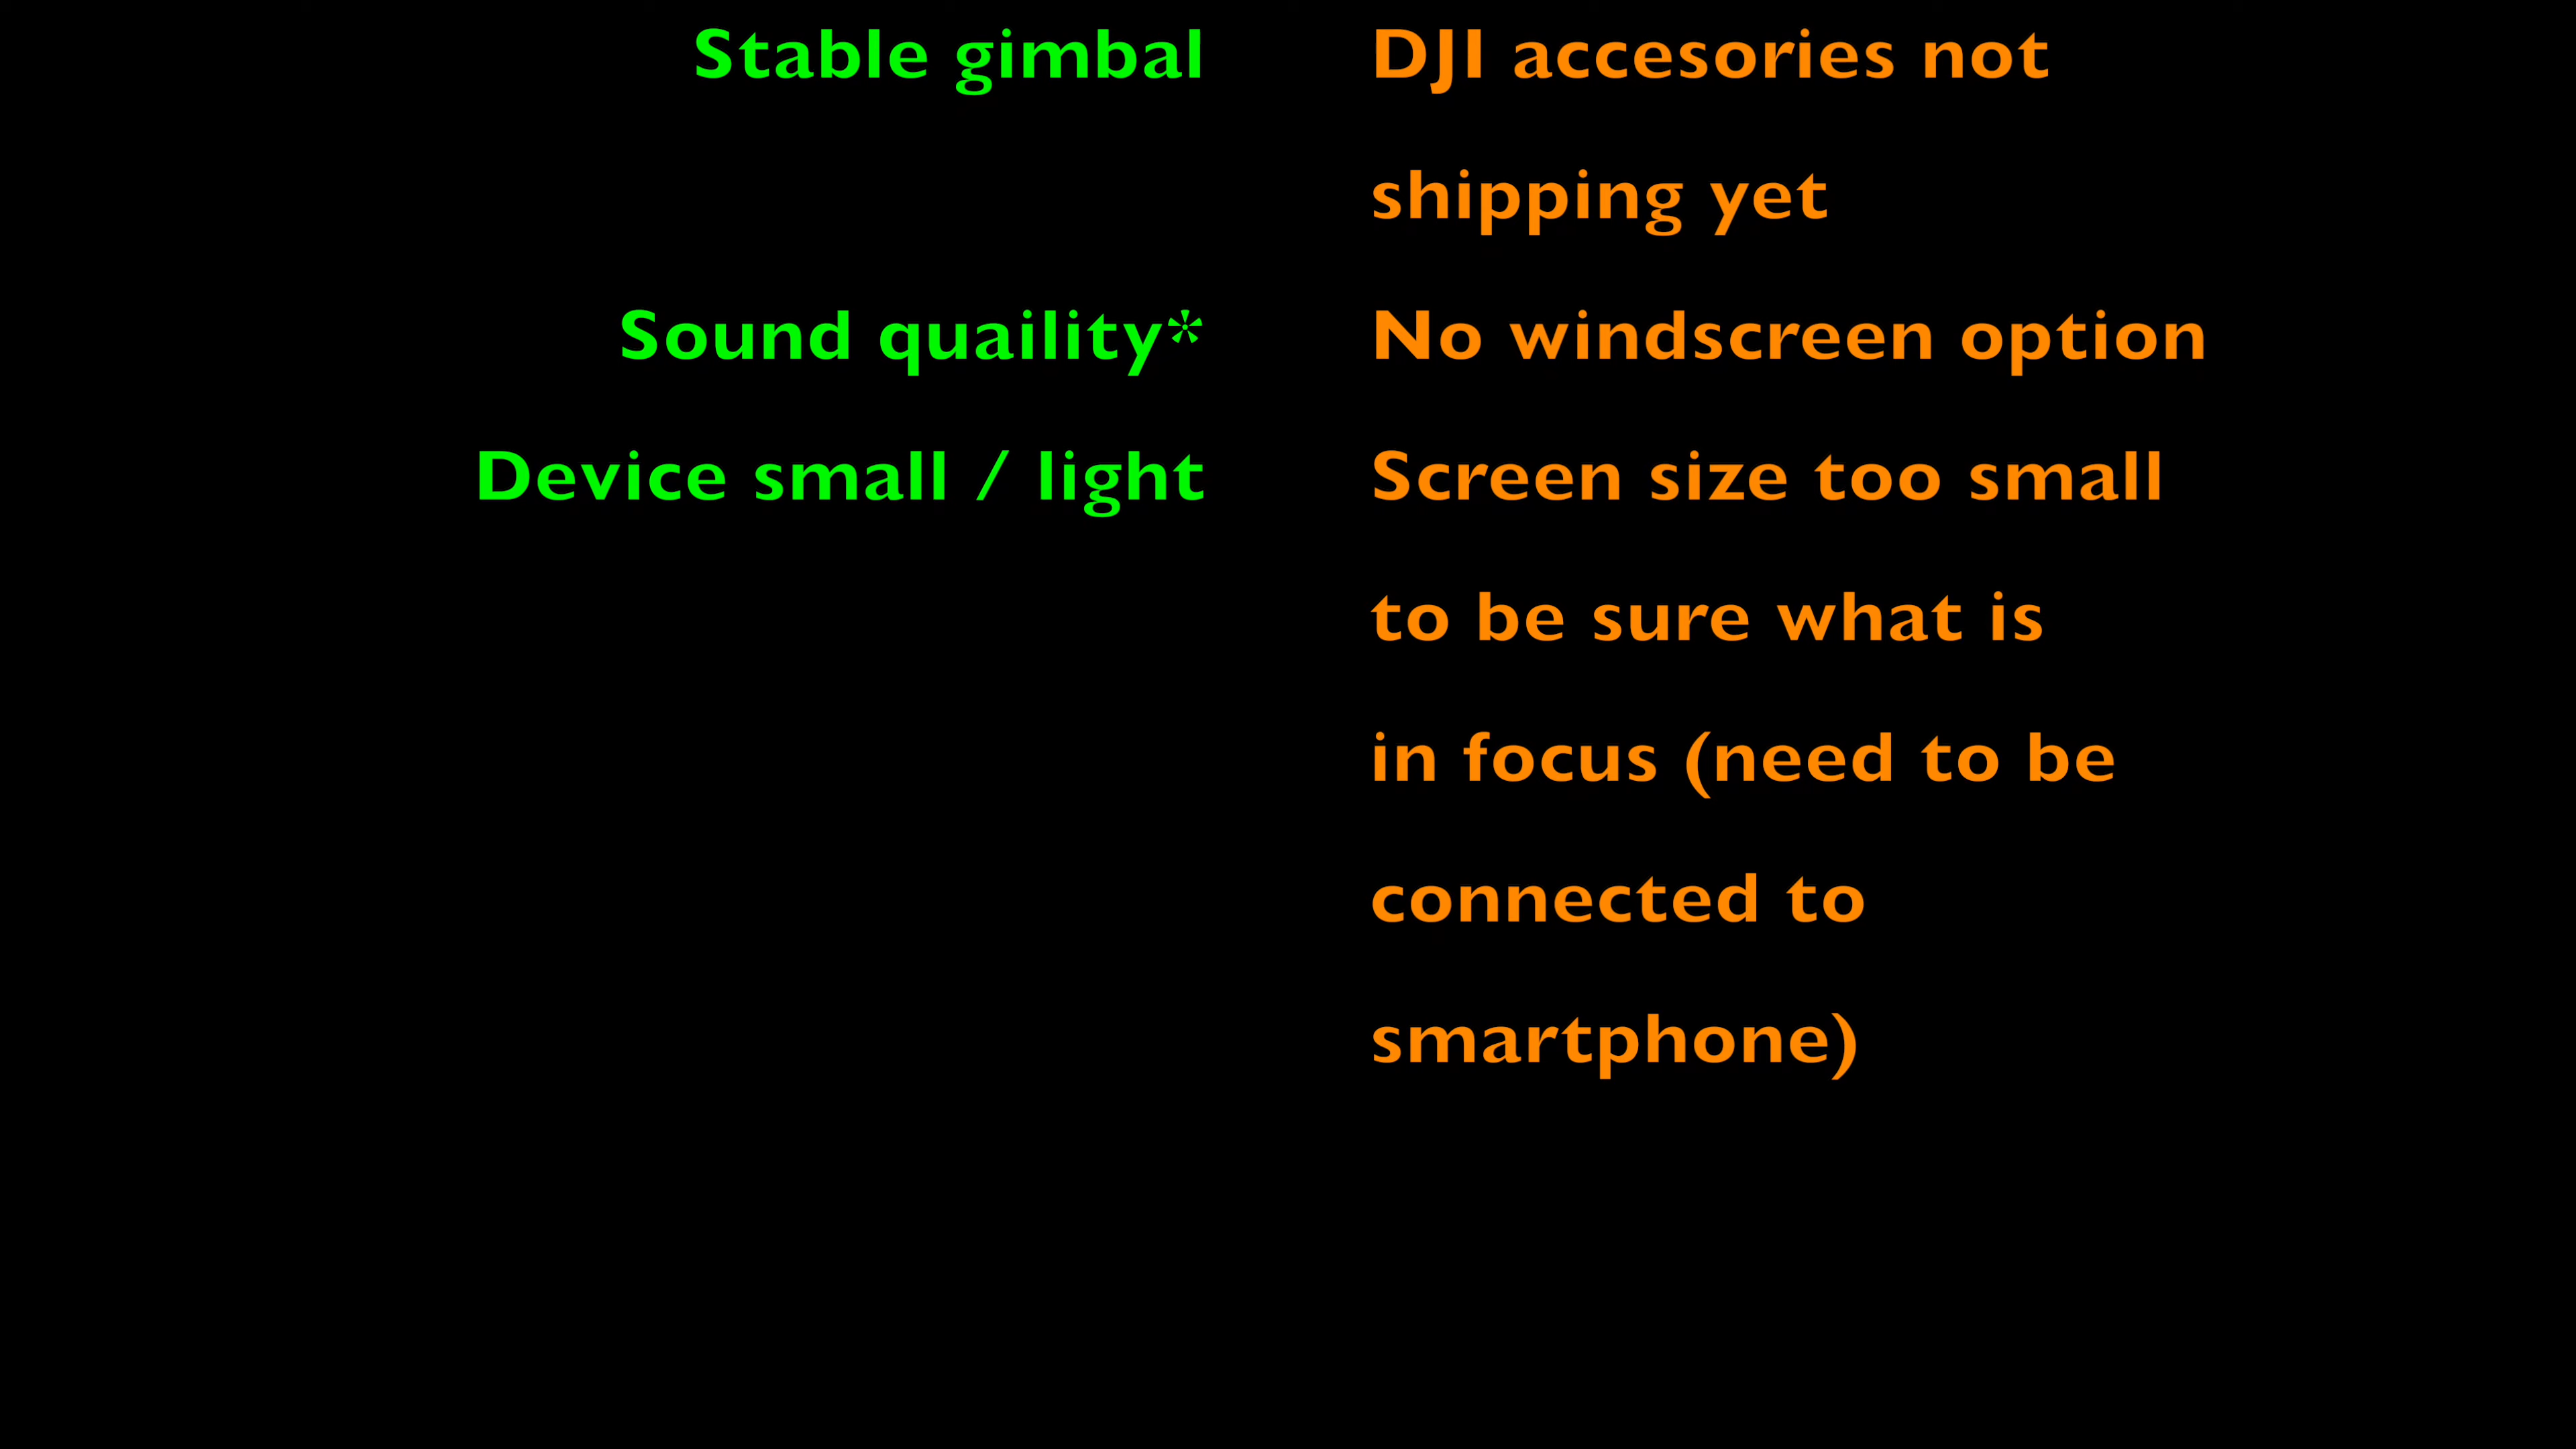 Stable gimbal
DJI accesories not
shipping yet
Sound quaility*
No windscreen option
Device small / light
Screen size too small
to be sure what is
in focus (need to be
connected to
smartphone)